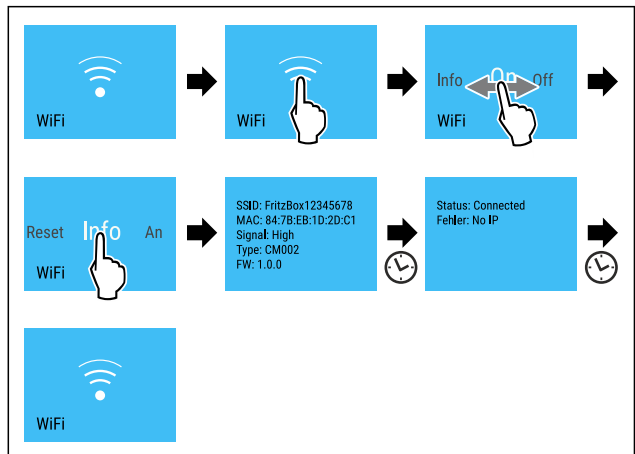 WiFi
WiFi
Info On Off
WiFi
Reset Info An
WiFi
SSID: FritzBox12345678
MAC: 84:7B:EB:1D:2D:C1
Signal: High
Type: CM002
FW: 1.0.0
Status: Connected
Fehler: No IP
WiFi